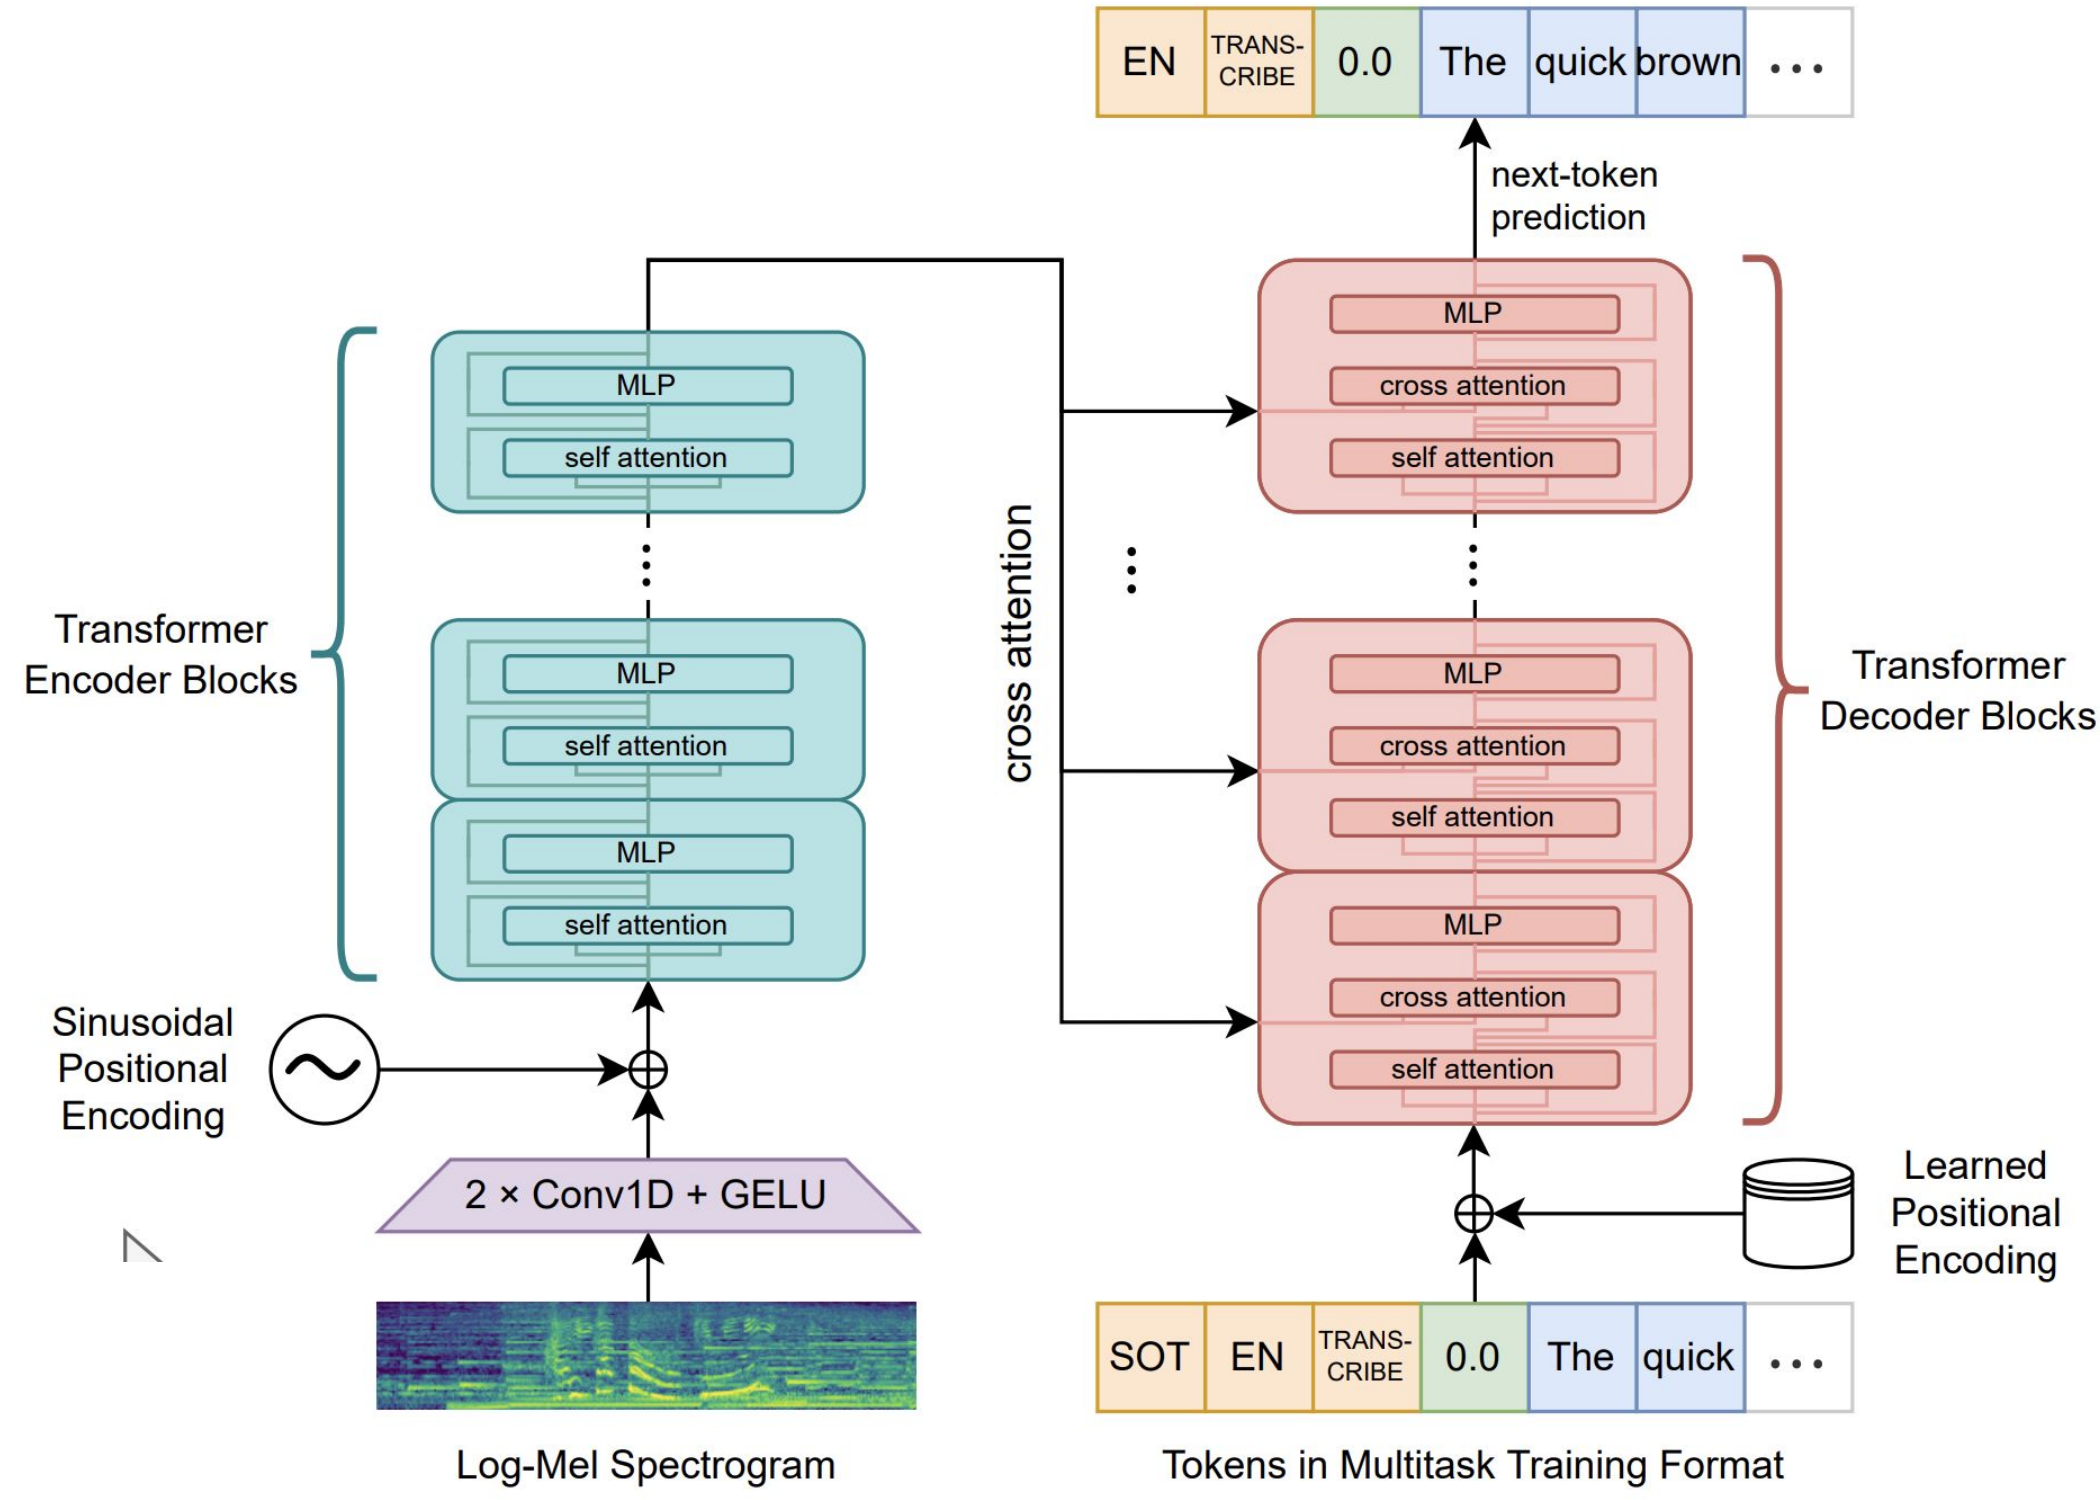 EN
TRANS-
CRIBE
0.0
The
quick
brown
...
next-token
prediction
MLP
self attention
MLP
self attention
MLP
self attention
Transformer
Encoder Blocks
cross attention
MLP
cross attention
self attention
MLP
cross attention
self attention
MLP
cross attention
self attention
Transformer
Decoder Blocks
Sinusoidal
Positional
Encoding
2 × Conv1D + GELU
Learned
Positional
Encoding
SOT
EN
TRANS-
CRIBE
0.0
The
quick
...
Log-Mel Spectrogram
Tokens in Multitask Training Format